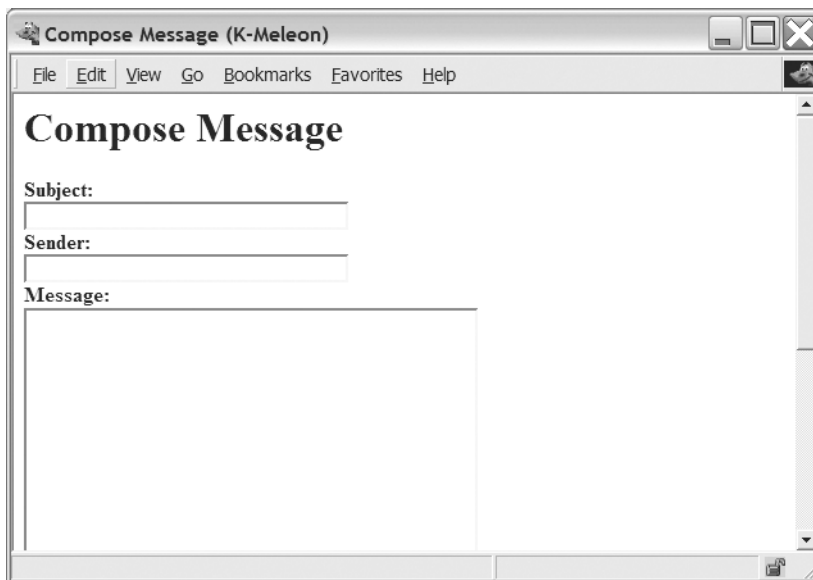 Compose Message (K-Meleon)
File Edit View Go Bookmarks Favorites Help
Compose Message
Subject:
Sender:
Message: